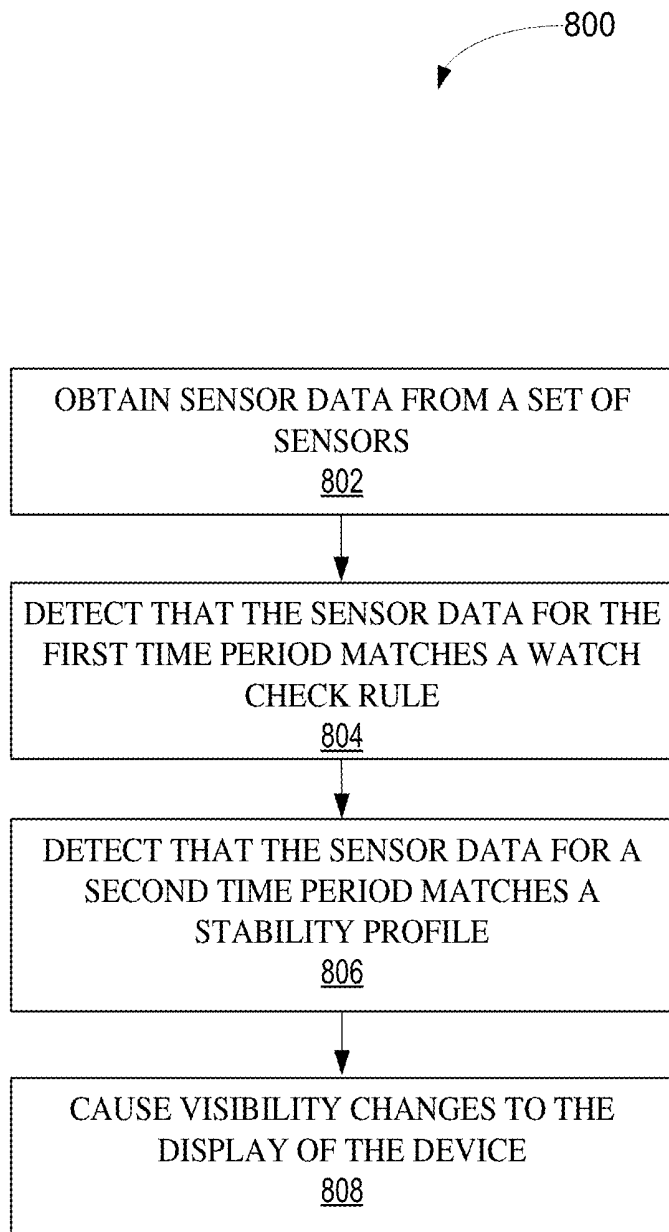 800
OBTAIN SENSOR DATA FROM A SET OF
SENSORS
802
DETECT THAT THE SENSOR DATA FOR THE
FIRST TIME PERIOD MATCHES A WATCH
CHECK RULE
804
DETECT THAT THE SENSOR DATA FOR A
SECOND TIME PERIOD MATCHES A
STABILITY PROFILE
806
CAUSE VISIBILITY CHANGES TO THE
DISPLAY OF THE DEVICE
808